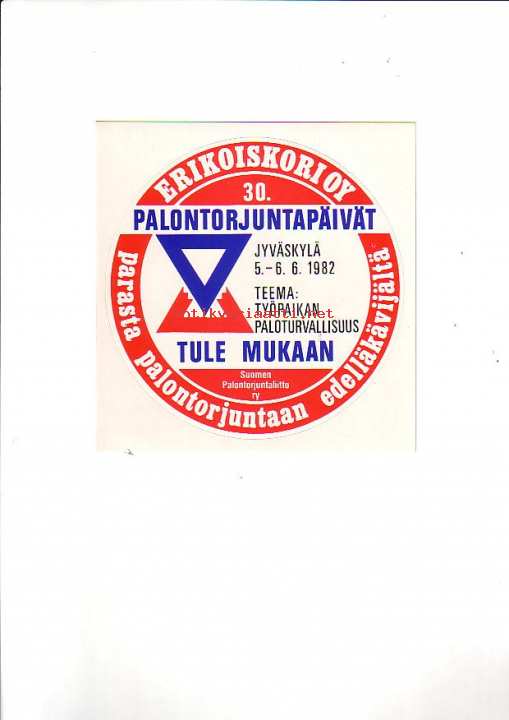 ERIKOISKORI OY
30.
PALONTORJUNTAPÄIVÄT
JYVÄSKYLÄ
5.-6. 6. 1982
TEEMA:
TYÖPAIKAN
PALOTURVALLISUUS
TULE MUKAAN
Suomen
Palontorjuntaliitto
ry
parasta palontorjuntaan edelläkävijältä